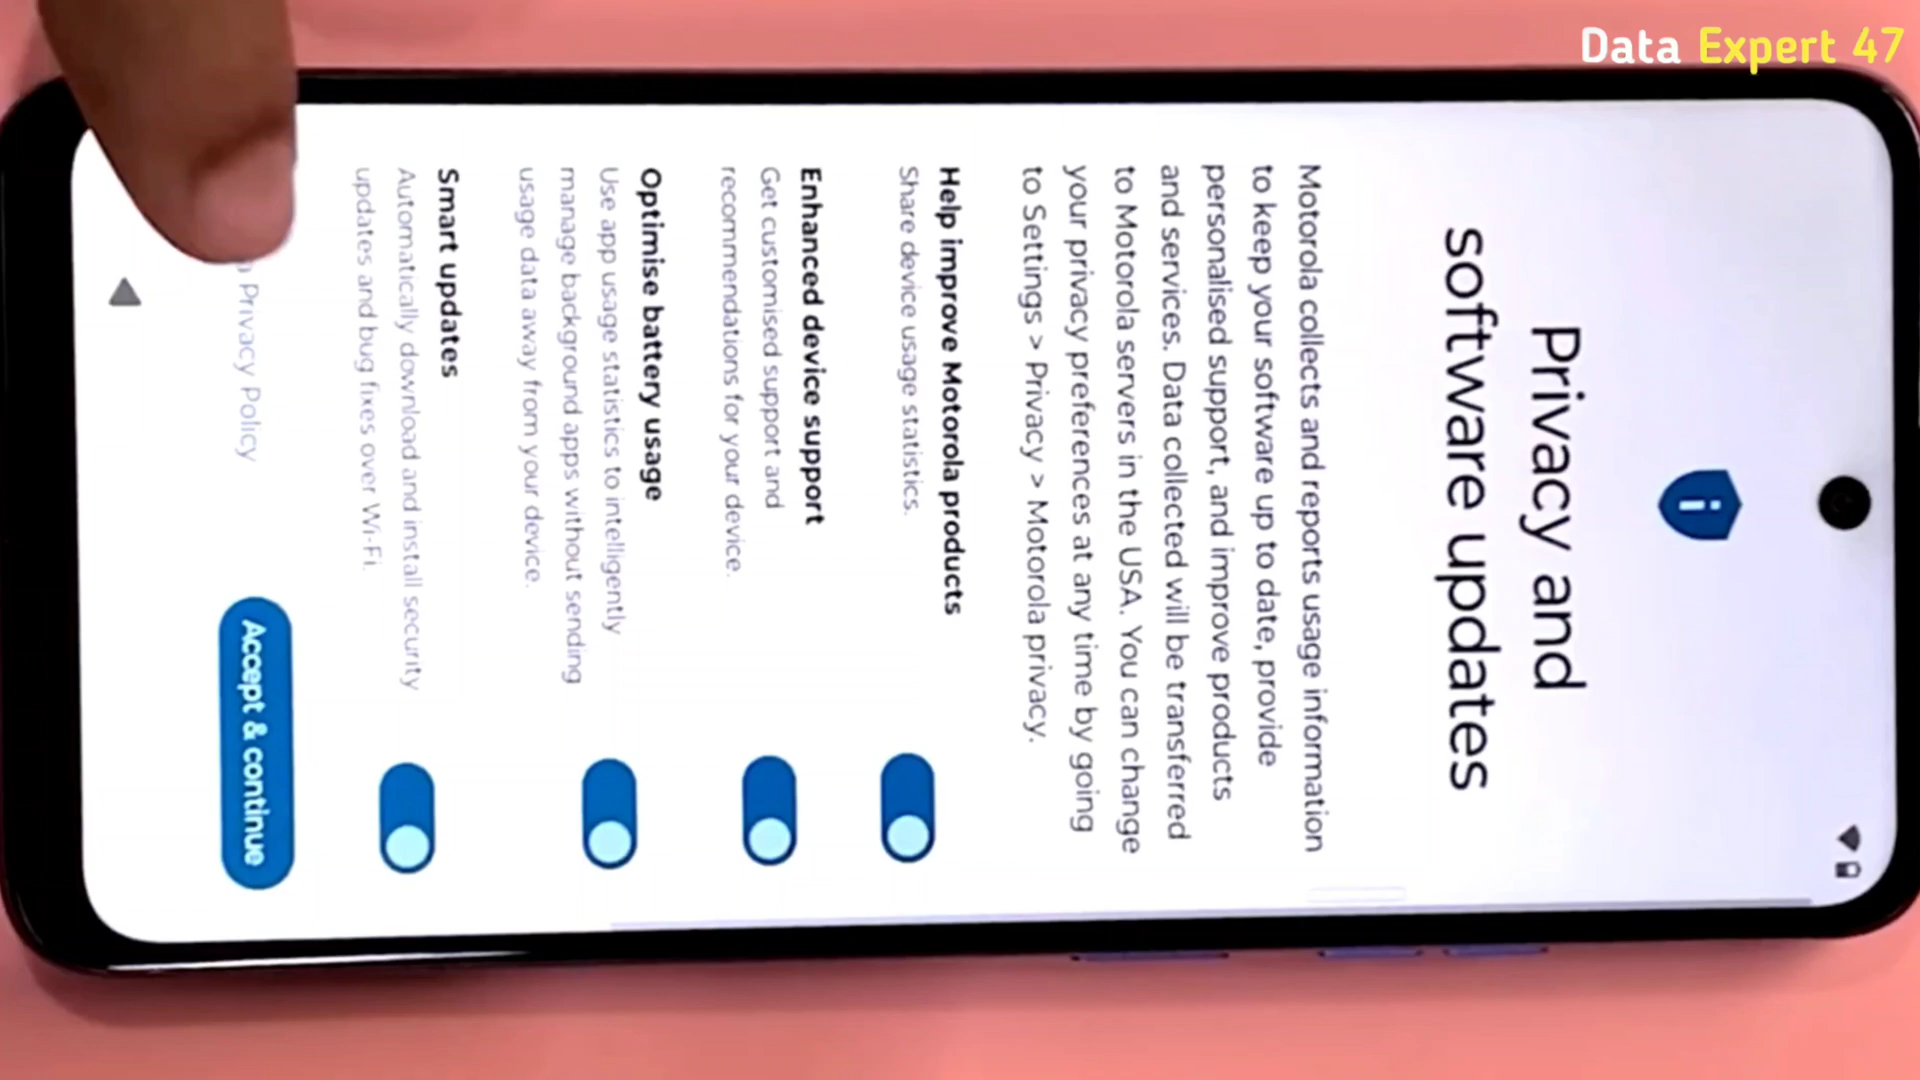 Data Expert 47
Privacy and
software updates
Motorola collects and reports usage information
to keep your software up to date, provide
personalised support, and improve products
and services. Data collected will be transferred
to Motorola servers in the USA. You can change
your privacy preferences at any time by going
to Settings > Privacy > Motorola privacy.
Help improve Motorola products
Share device usage statistics.
Enhanced device support
Get customised support and
recommendations for your device.
Optimise battery usage
Use app usage statistics to intelligently
manage background apps without sending
usage data away from your device.
Smart updates
Automatically download and install security
updates and bug fixes over Wi-Fi.
Privacy Policy
Accept & continue